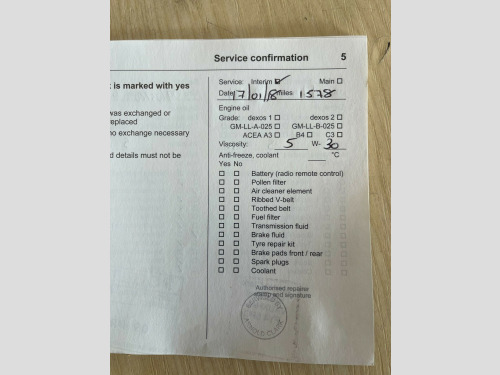 Service confirmation 5
is marked with yes
was exchanged or
replaced
no exchange necessary
d details must not be
Service: Interim ☑ Main ☐
Date 17/01/8 Miles 1578
Engine oil
Grade: dexos 1 ☐ dexos 2 ☐
GM-LL-A-025 ☐ GM-LL-B-025 ☐
ACEA A3 ☐ B4 ☐ C3 ☐
Viscosity: 5 W- 30
Anti-freeze, coolant ___ °C
Yes No
☐ ☐ Battery (radio remote control)
☐ ☐ Pollen filter
☐ ☐ Air cleaner element
☐ ☐ Ribbed V-belt
☐ ☐ Toothed belt
☐ ☐ Fuel filter
☐ ☐ Transmission fluid
☐ ☐ Brake fluid
☐ ☐ Tyre repair kit
☐ ☐ Brake pads front / rear
☐ ☐ Spark plugs
☐ ☐ Coolant
Authorised repairer
stamp and signature